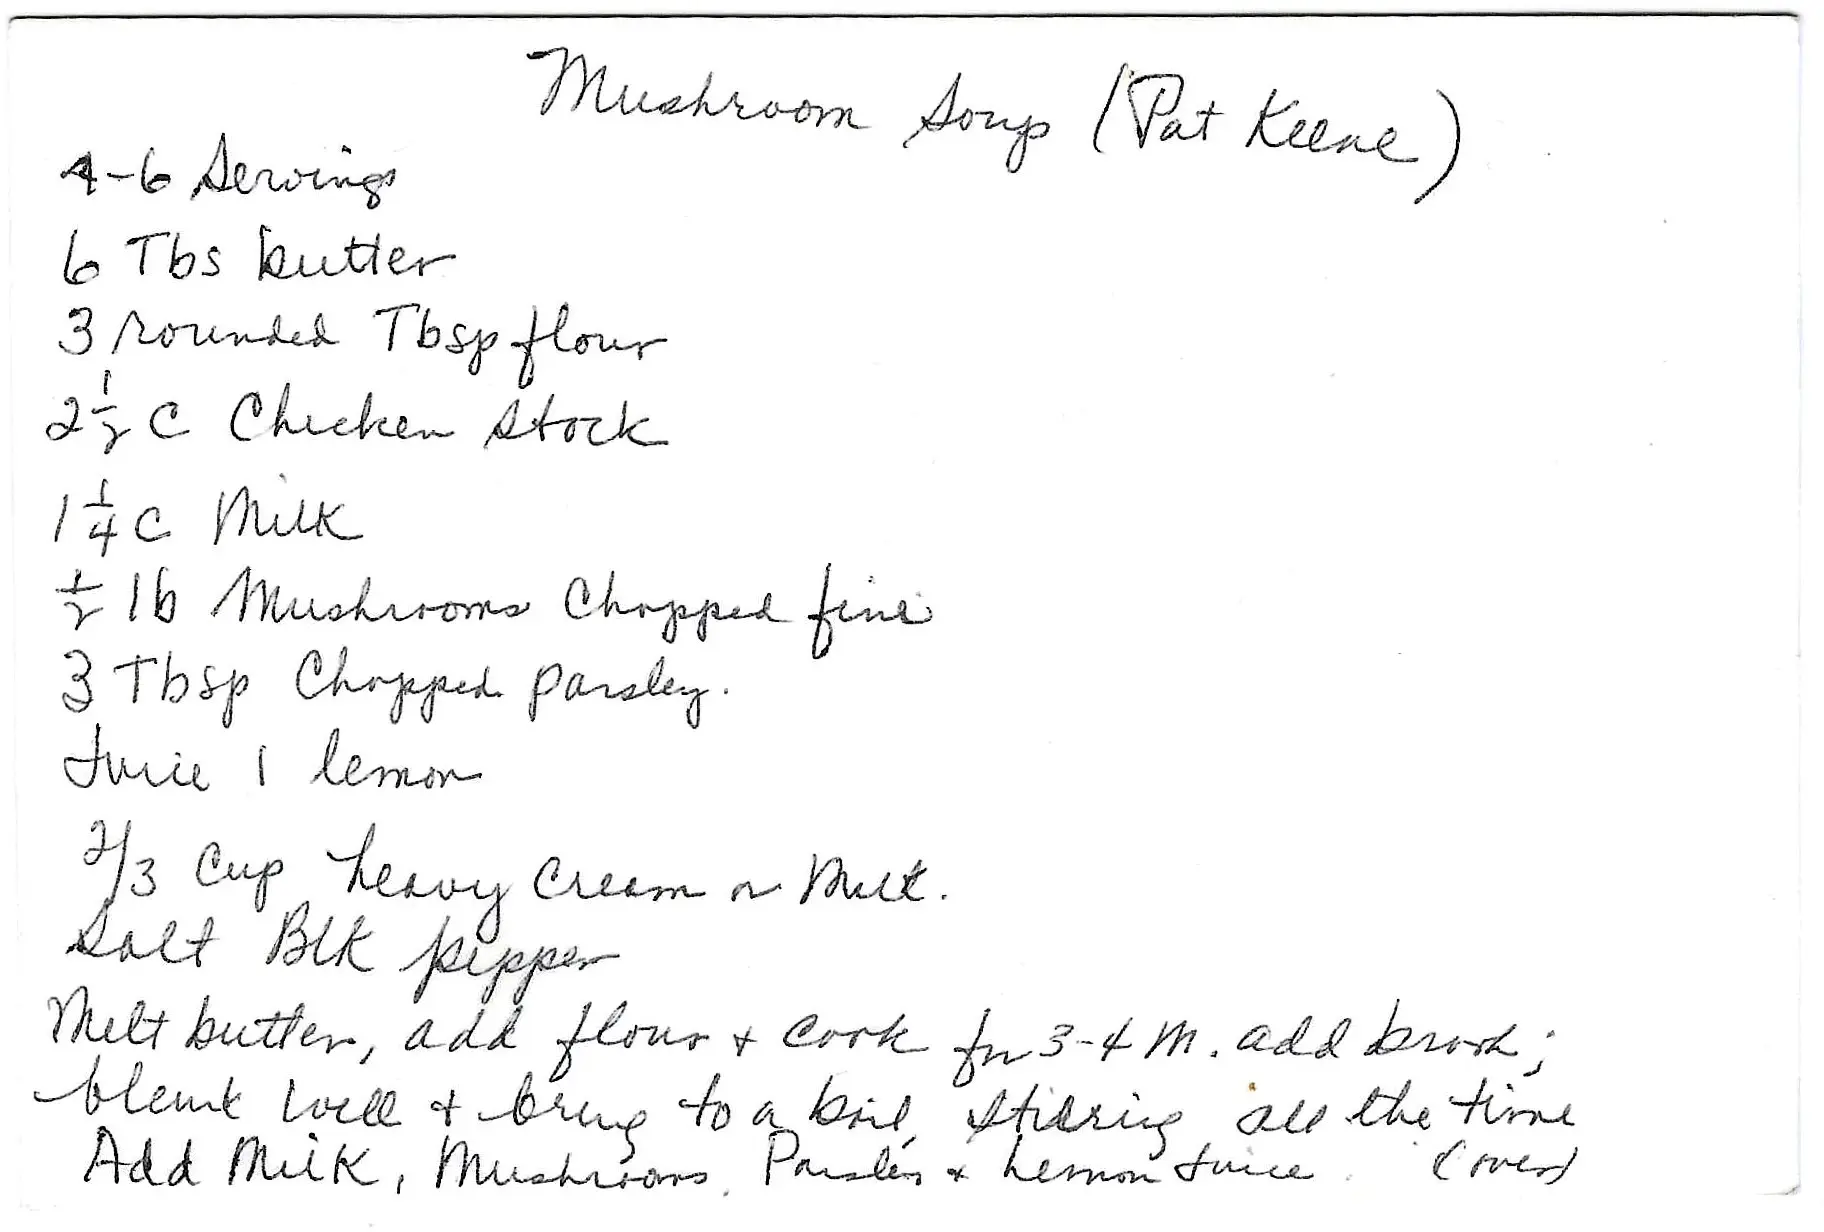 Mushroom Soup (Pat Keene)
4-6 Servings
6 Tbs butter
3 rounded Tbsp flour
2 1/2 C Chicken Stock
1 1/4 C Milk
1/2 lb Mushrooms Chopped fine
3 Tbsp Chopped parsley.
Juice 1 lemon
2/3 Cup heavy Cream or Milk.
Salt Blk pepper
Melt butter, add flour + cook for 3-4 M. add broth;
blend well + bring to a boil, stirring all the time
Add Milk, Mushrooms, Parsley + Lemon Juice. (over)